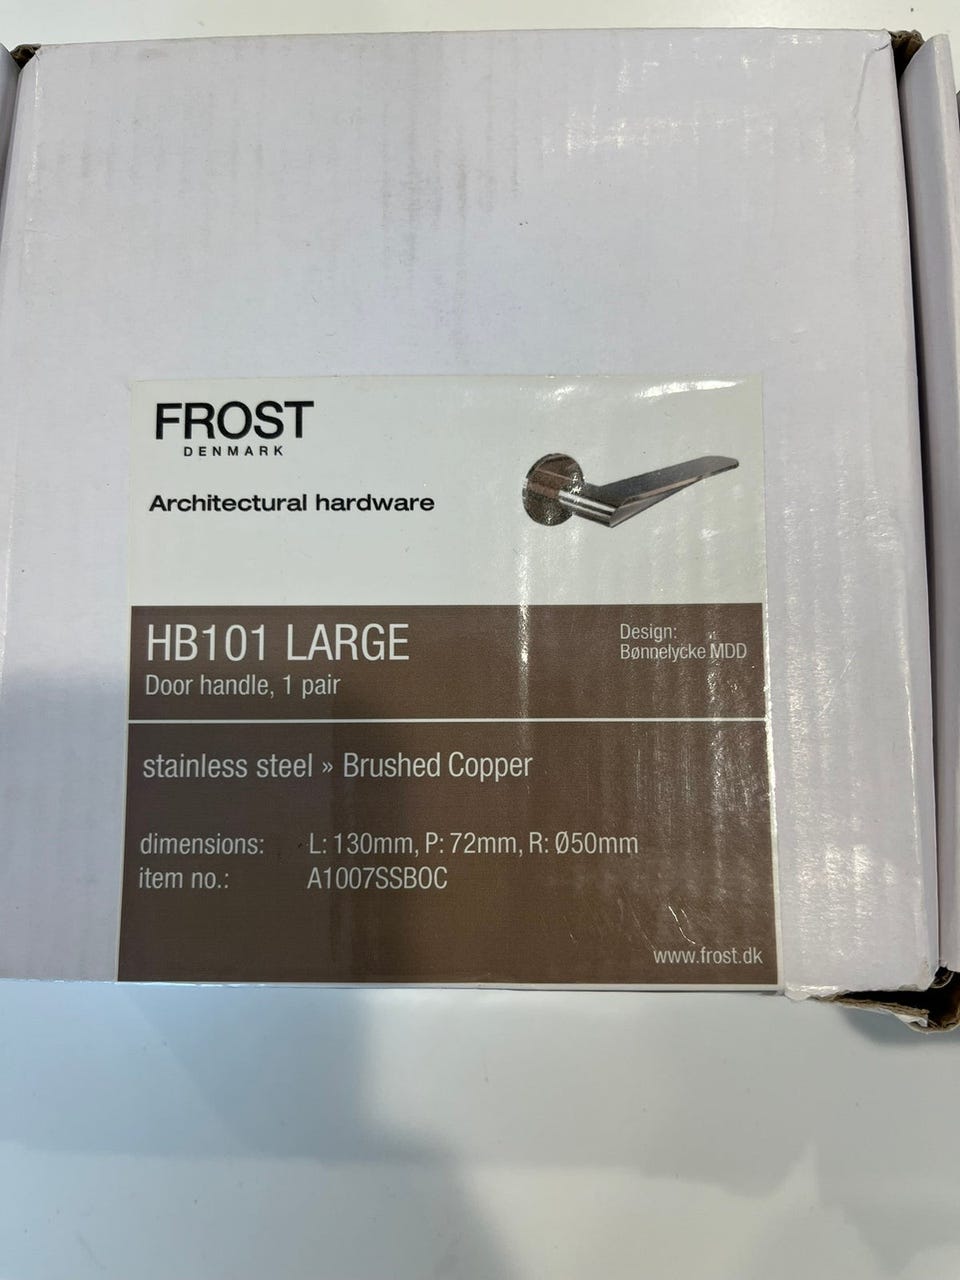 FROST
DENMARK
Architectural hardware
HB101 LARGE
Door handle, 1 pair
Design:
Bønnelycke MDD
stainless steel » Brushed Copper
dimensions: L: 130mm, P: 72mm, R: Ø50mm
item no.: A1007SSBOC
www.frost.dk